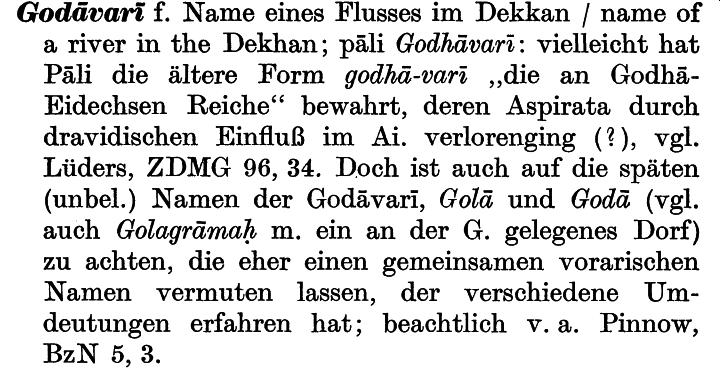 Godāvarī f. Name eines Flusses im Dekkan / name of
a river in the Dekhan; pāli Godhāvarī: vielleicht hat
Pāli die ältere Form godhā-varī ,,die an Godhā-
Eidechsen Reiche“ bewahrt, deren Aspirata durch
dravidischen Einfluß im Ai. verlorenging (?), vgl.
Lüders, ZDMG 96, 34. Doch ist auch auf die späten
(unbel.) Namen der Godāvarī, Golā und Godā (vgl.
auch Golagrāmaḥ m. ein an der G. gelegenes Dorf)
zu achten, die eher einen gemeinsamen vorarischen
Namen vermuten lassen, der verschiedene Um-
deutungen erfahren hat; beachtlich v. a. Pinnow,
BzN 5, 3.